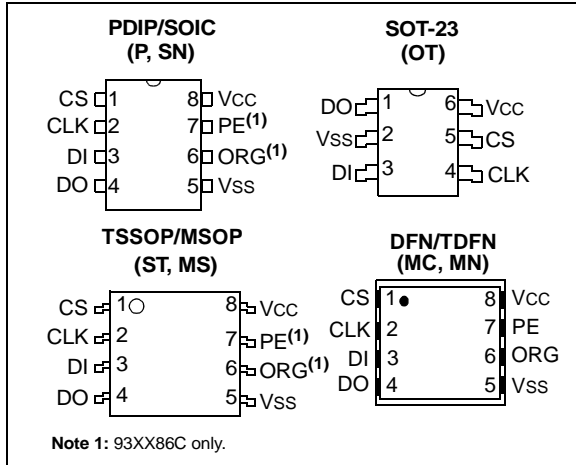 PDIP/SOIC
(P, SN)
CS 1 8 VCC
CLK 2 7 PE(1)
DI 3 6 ORG(1)
DO 4 5 VSS
SOT-23
(OT)
DO 1 6 VCC
VSS 2 5 CS
DI 3 4 CLK
TSSOP/MSOP
(ST, MS)
CS 1 8 VCC
CLK 2 7 PE(1)
DI 3 6 ORG(1)
DO 4 5 VSS
DFN/TDFN
(MC, MN)
CS 1 8 VCC
CLK 2 7 PE
DI 3 6 ORG
DO 4 5 VSS
Note 1: 93XX86C only.